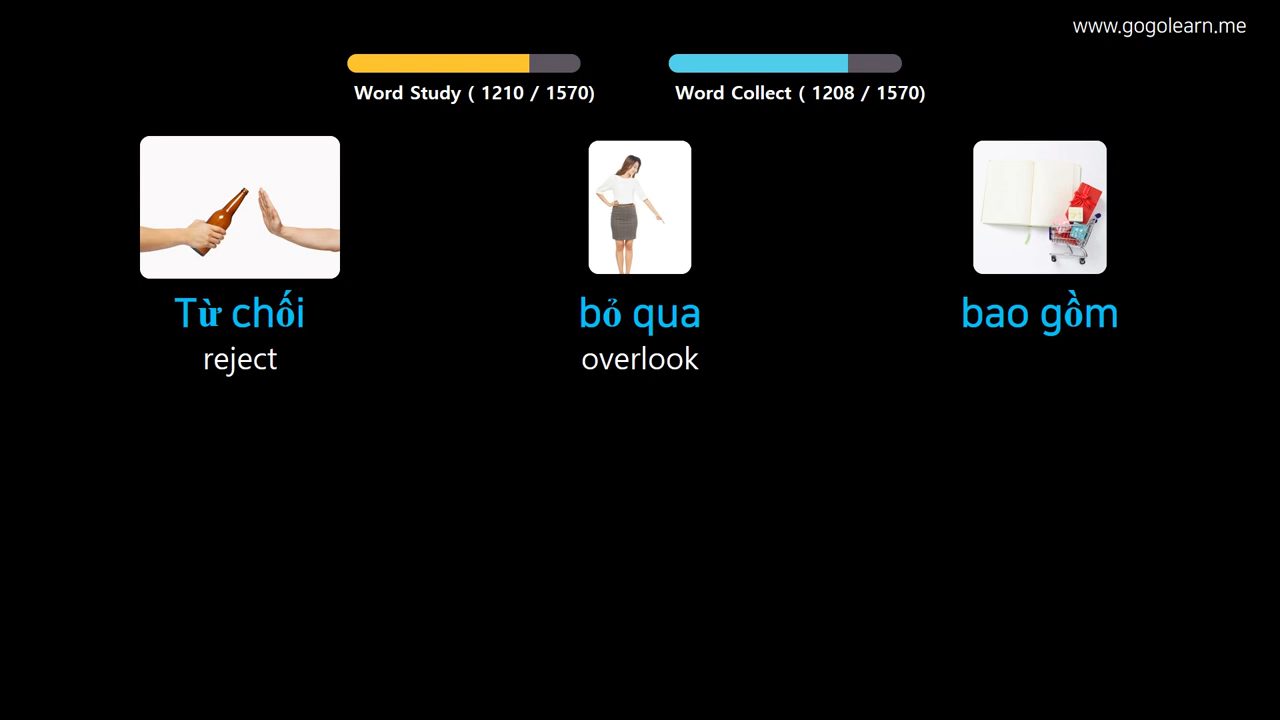 www.gogolearn.me
Word Study ( 1210 / 1570)
Word Collect ( 1208 / 1570)
Từ chối
reject
bỏ qua
overlook
bao gồm